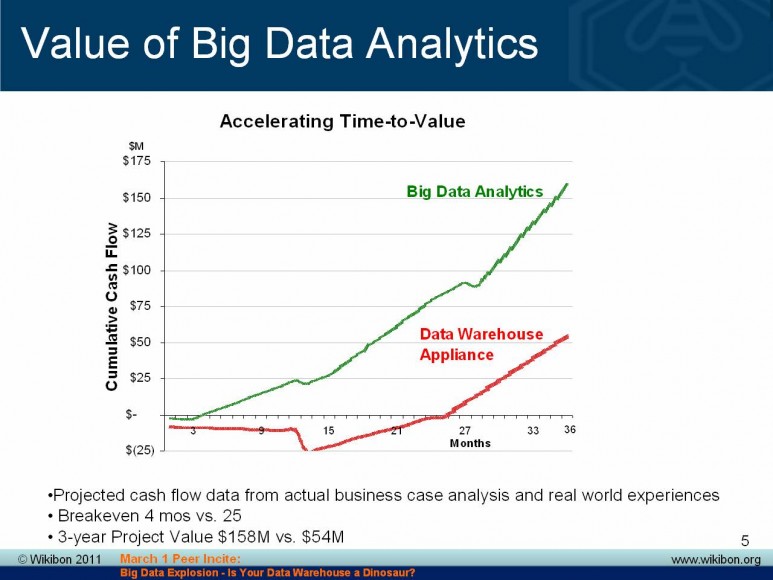 Value of Big Data Analytics
Accelerating Time-to-Value
$M
$175
$150
$125
$100
$75
$50
$25
$-
$(25)
Cumulative Cash Flow
Big Data Analytics
Data Warehouse
Appliance
3
9
15
21
27
33
36
Months
•Projected cash flow data from actual business case analysis and real world experiences
• Breakeven 4 mos vs. 25
• 3-year Project Value $158M vs. $54M
5
© Wikibon 2011
March 1 Peer Incite:
Big Data Explosion - Is Your Data Warehouse a Dinosaur?
www.wikibon.org